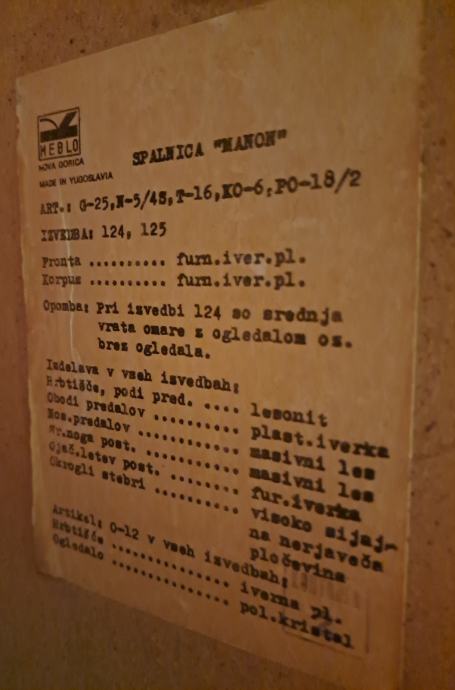 MEBLO
NOVA GORICA
MADE IN YUGOSLAVIA
SPALNICA "MANON"
ART.: G-25,N-5/4S,T-16,KO-6,PO-18/2
IZVEDBA: 124, 125
Fronta .......... furn.iver.pl.
Korpus .......... furn.iver.pl.
Opomba: Pri izvedbi 124 so srednja
vrata omare z ogledalom oz.
brez ogledala.
Izdelava v vseh izvedbah:
Hrbtišče, podi pred. .... lesonit
Obodi predalov .......... plast.iverka
Nos.predalov ........... masivni les
noga post. ........... masivni les
Ojač.letev post. ........ fur.iverka
Okrogli stebri .......... visoko sijaj-
na nerjaveča
pločevina
Artikel: O-12 v vseh izvedbah:
Hrbtišče .............. iverna pl.
Ogledalo .............. pol.kristal